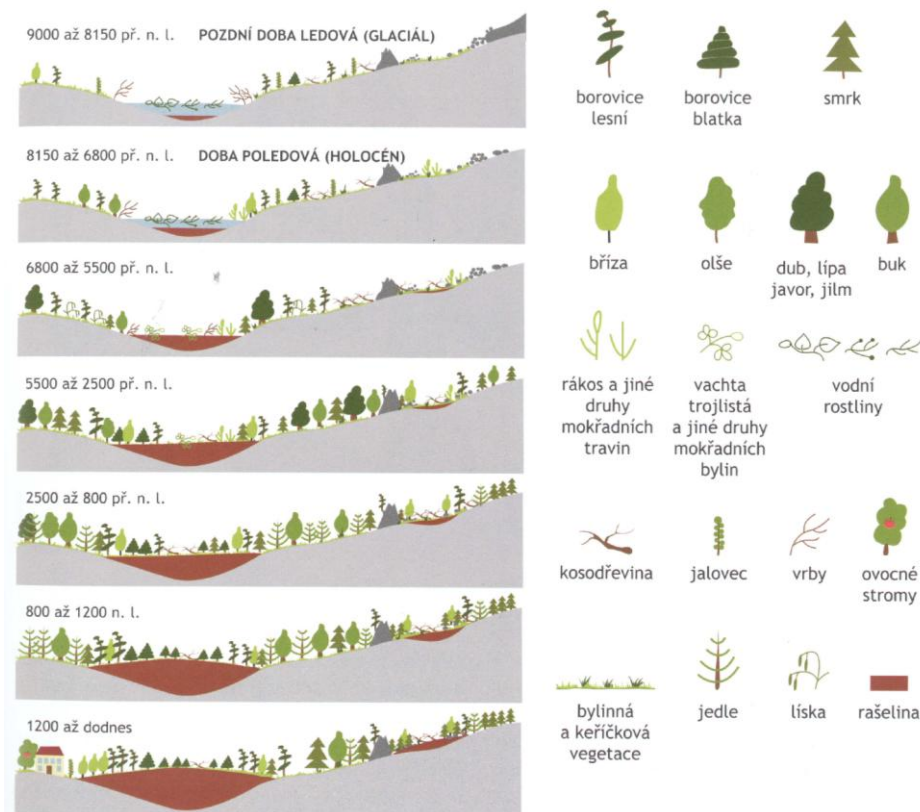 9000 až 8150 př. n. l. POZDNÍ DOBA LEDOVÁ (GLACIÁL)
8150 až 6800 př. n. l. DOBA POLEDOVÁ (HOLOCÉN)
6800 až 5500 př. n. l.
5500 až 2500 př. n. l.
2500 až 800 př. n. l.
800 až 1200 n. l.
1200 až dodnes
borovice
lesní
borovice
blatka
smrk
bříza
olše
dub, lípa
javor, jilm
buk
rákos a jiné
druhy
mokřadních
travin
vachta
trojlistá
a jiné druhy
mokřadních
bylin
vodní
rostliny
kosodřevina
jalovec
vrby
ovocné
stromy
bylinná
a keříčková
vegetace
jedle
líska
rašelina